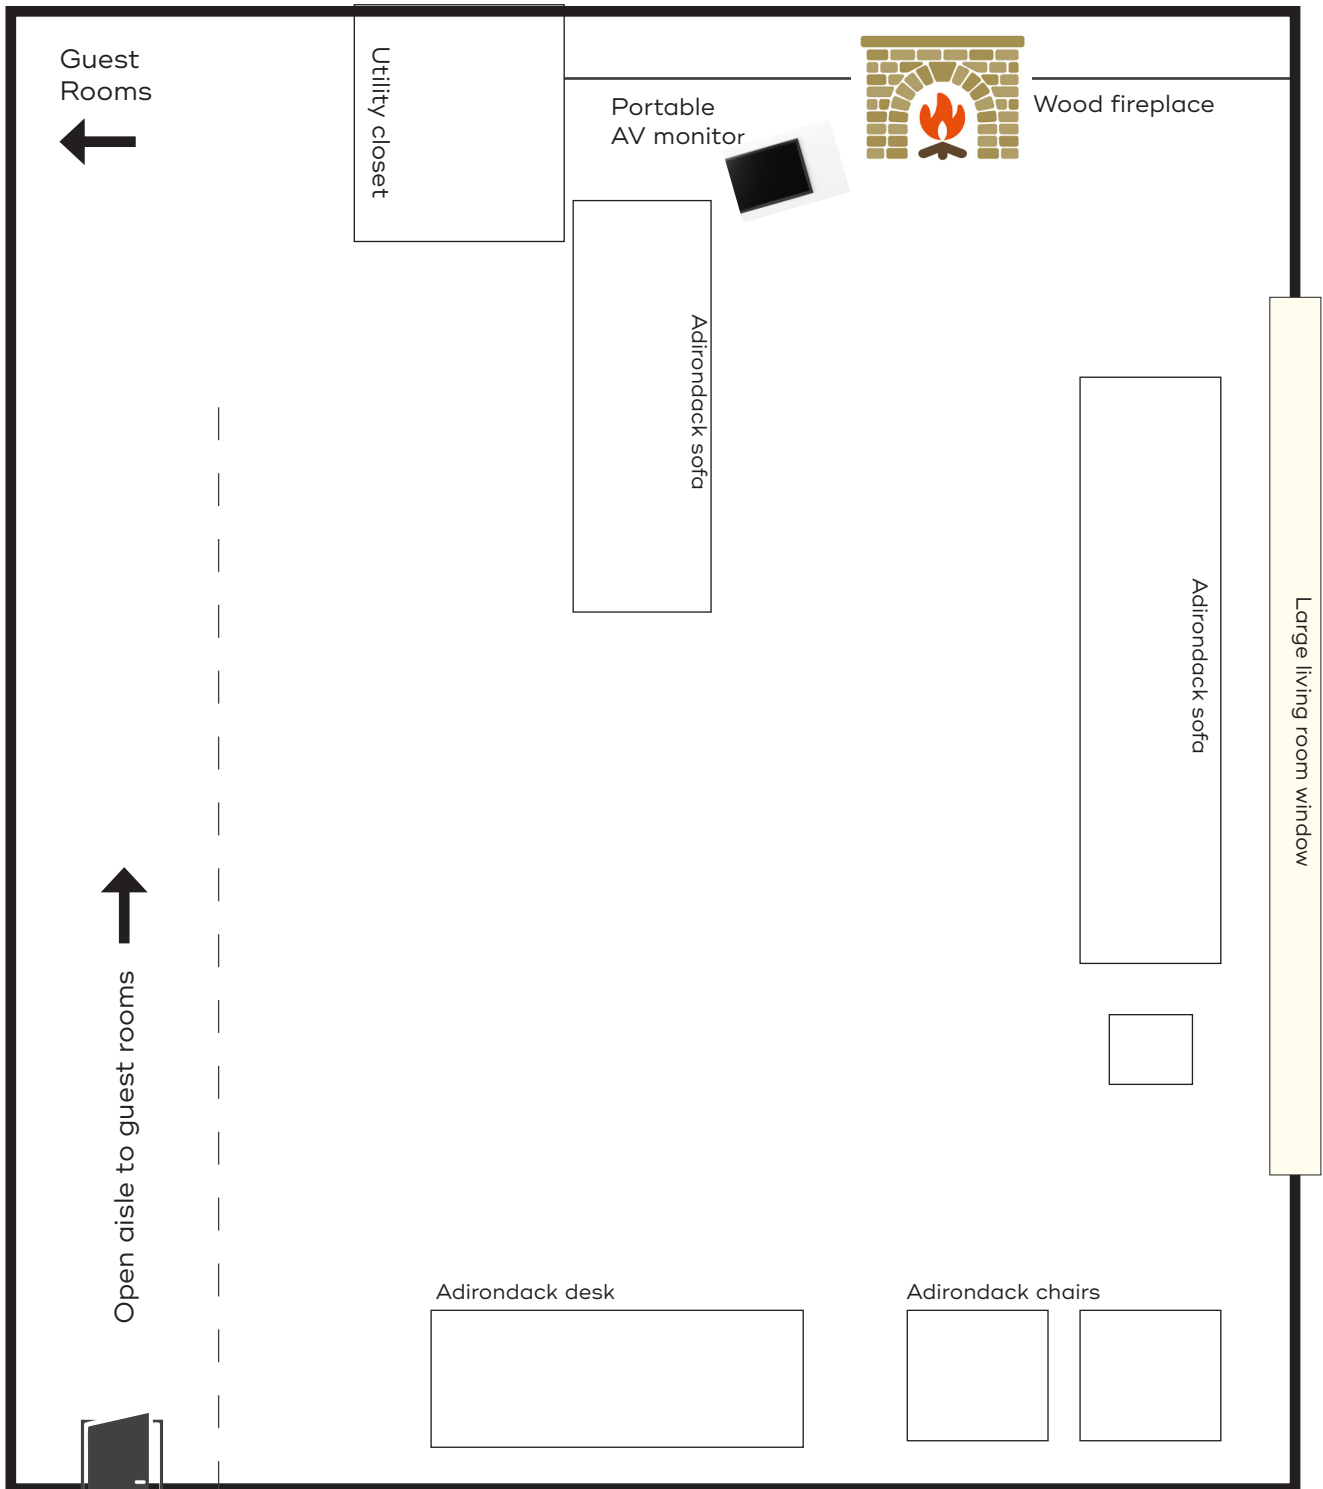 Guest
Rooms
Utility closet
Portable
AV monitor
Wood fireplace
Adirondack sofa
Adirondack sofa
Large living room window
Open aisle to guest rooms
Adirondack desk
Adirondack chairs